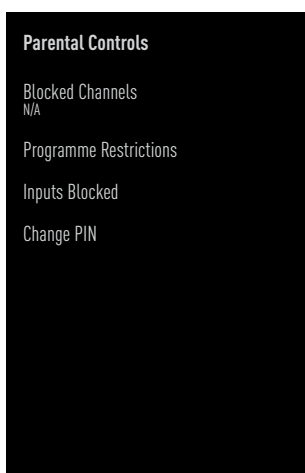 Parental Controls
Blocked Channels
N/A
Programme Restrictions
Inputs Blocked
Change PIN